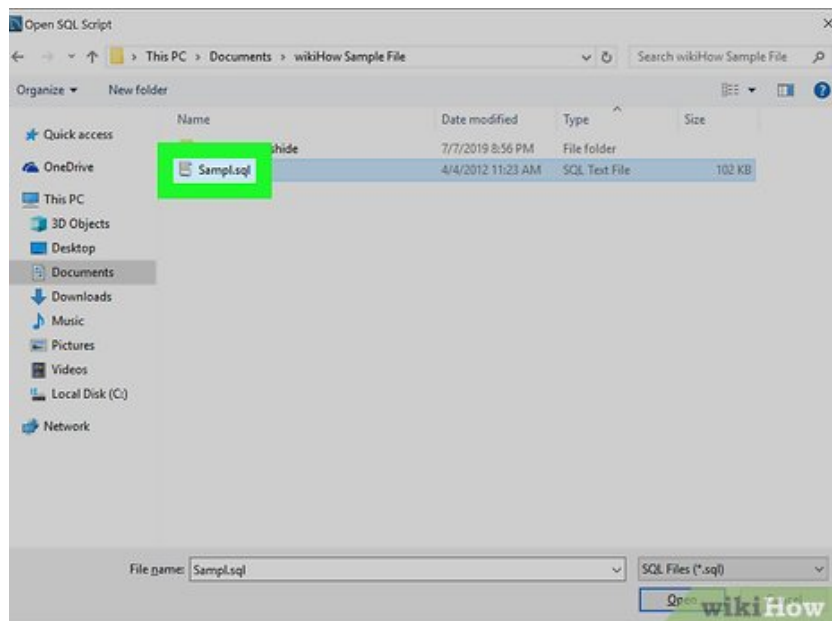 Open SQL Script
This PC > Documents > wikiHow Sample File
Search wikiHow Sample File
Organize
New folder
Name
Date modified
Type
Size
Quick access
shide
7/7/2019 8:56 PM
File folder
OneDrive
Sampl.sql
4/4/2012 11:23 AM
SQL Text File
102 KB
This PC
3D Objects
Desktop
Documents
Downloads
Music
Pictures
Videos
Local Disk (C:)
Network
File name:
Sampl.sql
SQL Files (*.sql)
wikiHow